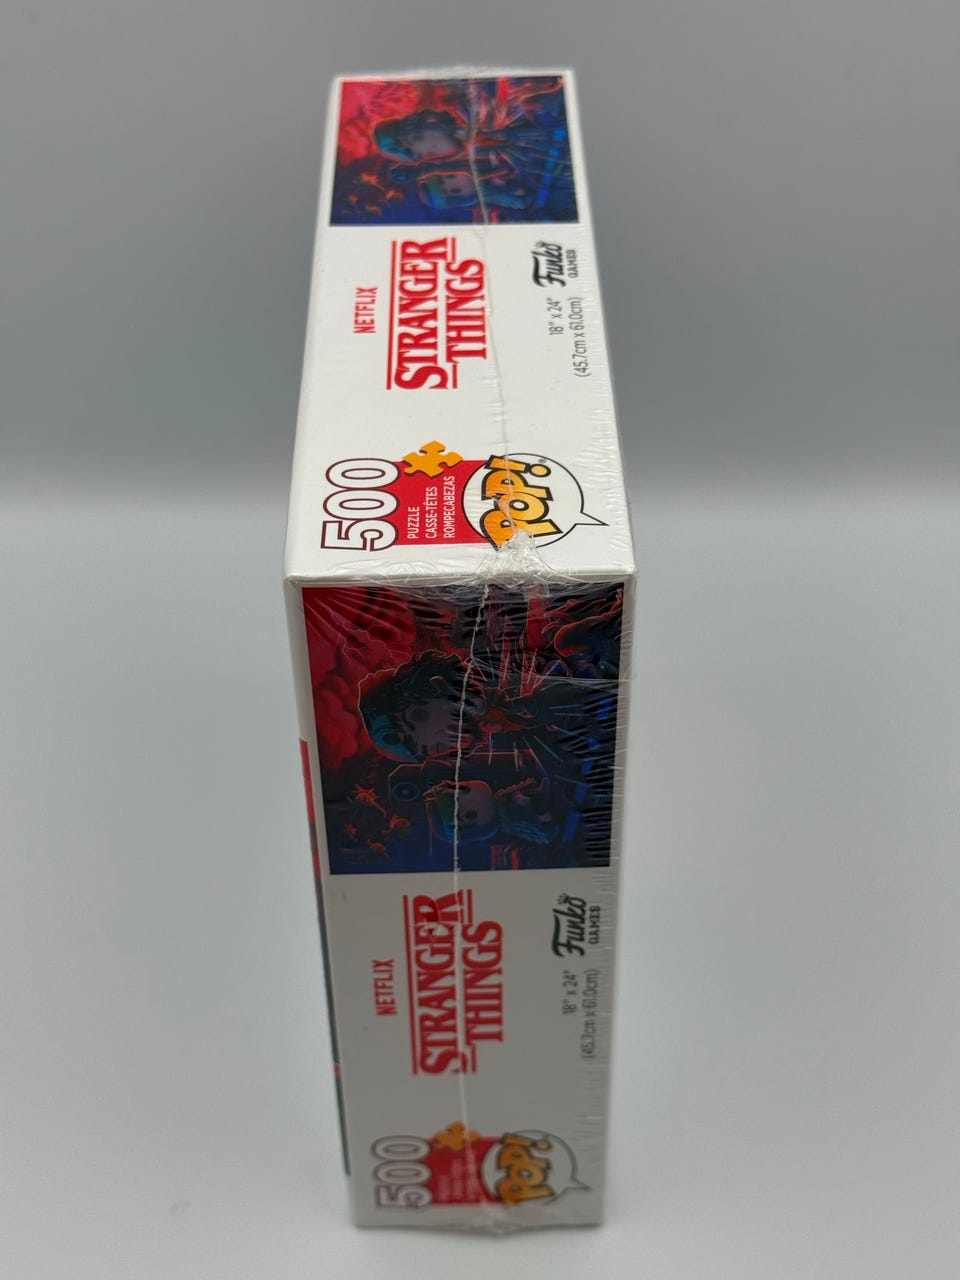 500
PUZZLE
CASSE-TÊTES
ROMPECABEZAS
POP!
NETFLIX
STRANGER
THINGS
18" x 24"
(45.7cm x 61.0cm)
Funko
GAMES
500
POP!
NETFLIX
STRANGER
THINGS
18" x 24"
(45.7cm x 61.0cm)
Funko
GAMES